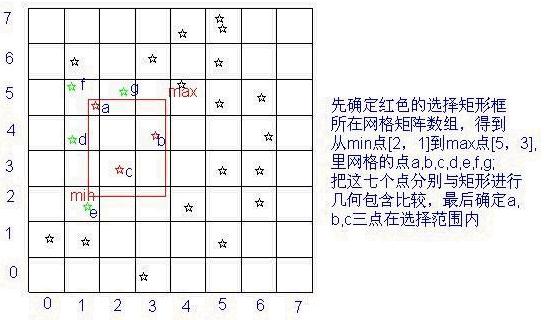 7
6
5
4
3
2
1
0
f
g
a
max
d
b
c
min
e
0 1 2 3 4 5 6 7
先确定红色的选择矩形框
所在网格矩阵数组，得到
从min点[2，1]到max点[5，3],
里网格的点a,b,c,d,e,f,g;
把这七个点分别与矩形进行
几何包含比较，最后确定a,
b,c三点在选择范围内